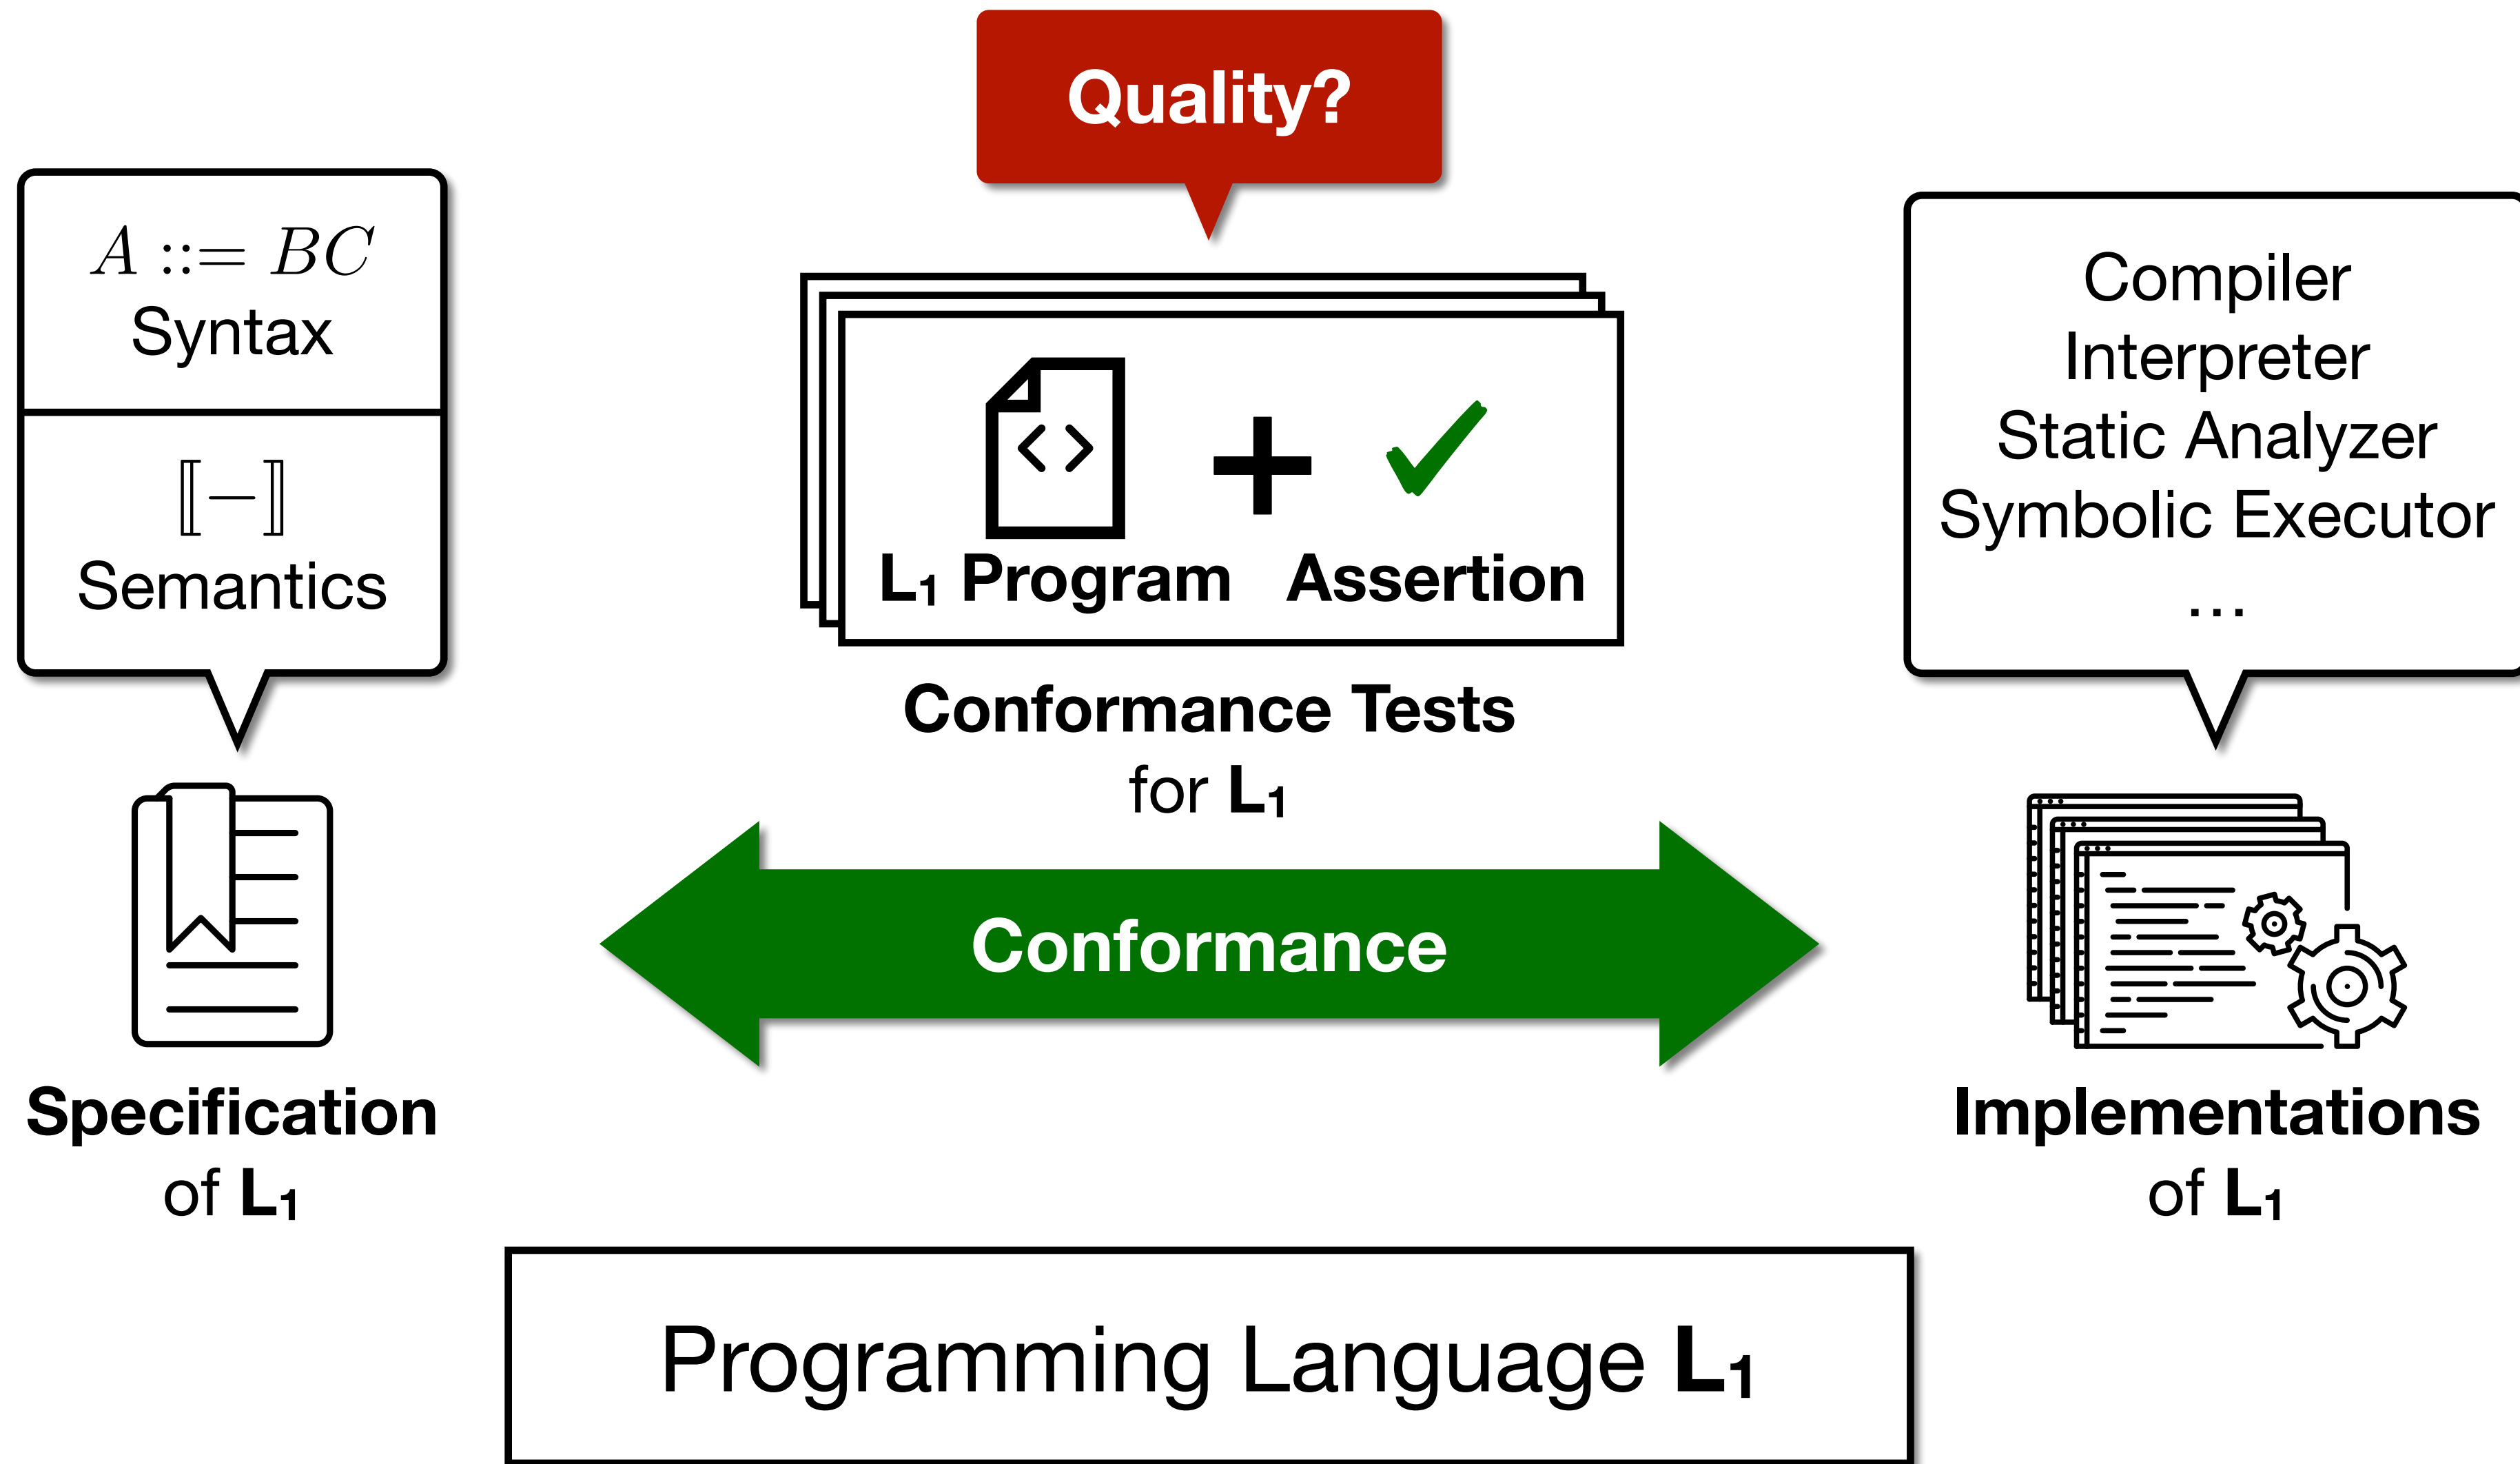 Quality?
A ::= BC
Syntax
⟦−⟧
Semantics
< >
+
L₁ Program Assertion
Conformance Tests
for L₁
Compiler
Interpreter
Static Analyzer
Symbolic Executor
...
Conformance
Specification
of L₁
Implementations
of L₁
Programming Language L₁